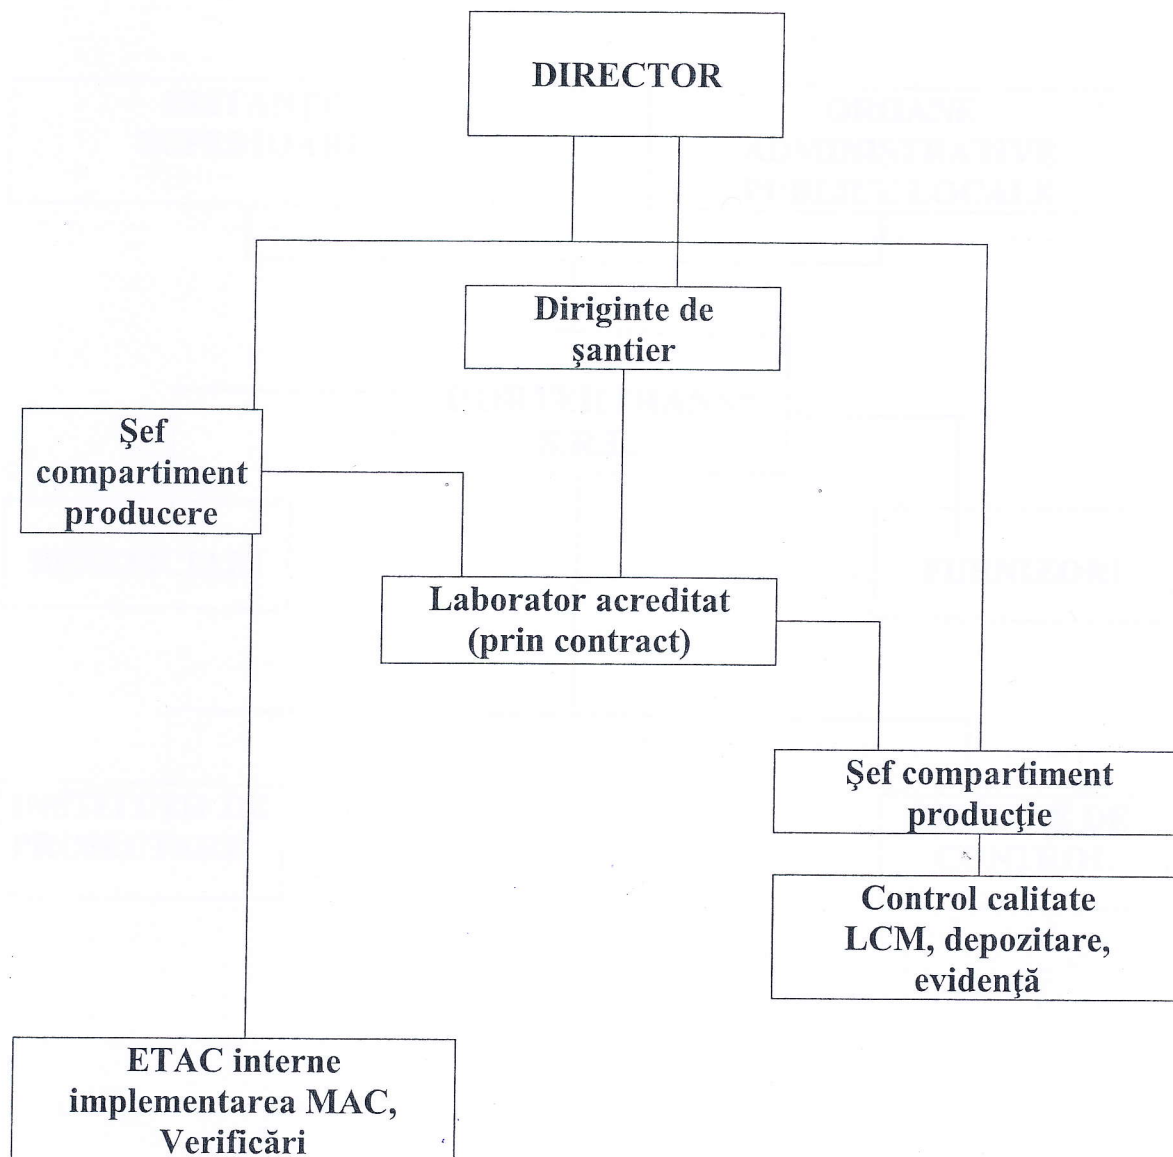 DIRECTOR
Diriginte de
şantier
Şef
compartiment
producere
Laborator acreditat
(prin contract)
Şef compartiment
producţie
Control calitate
LCM, depozitare,
evidenţă
ETAC interne
implementarea MAC,
Verificări